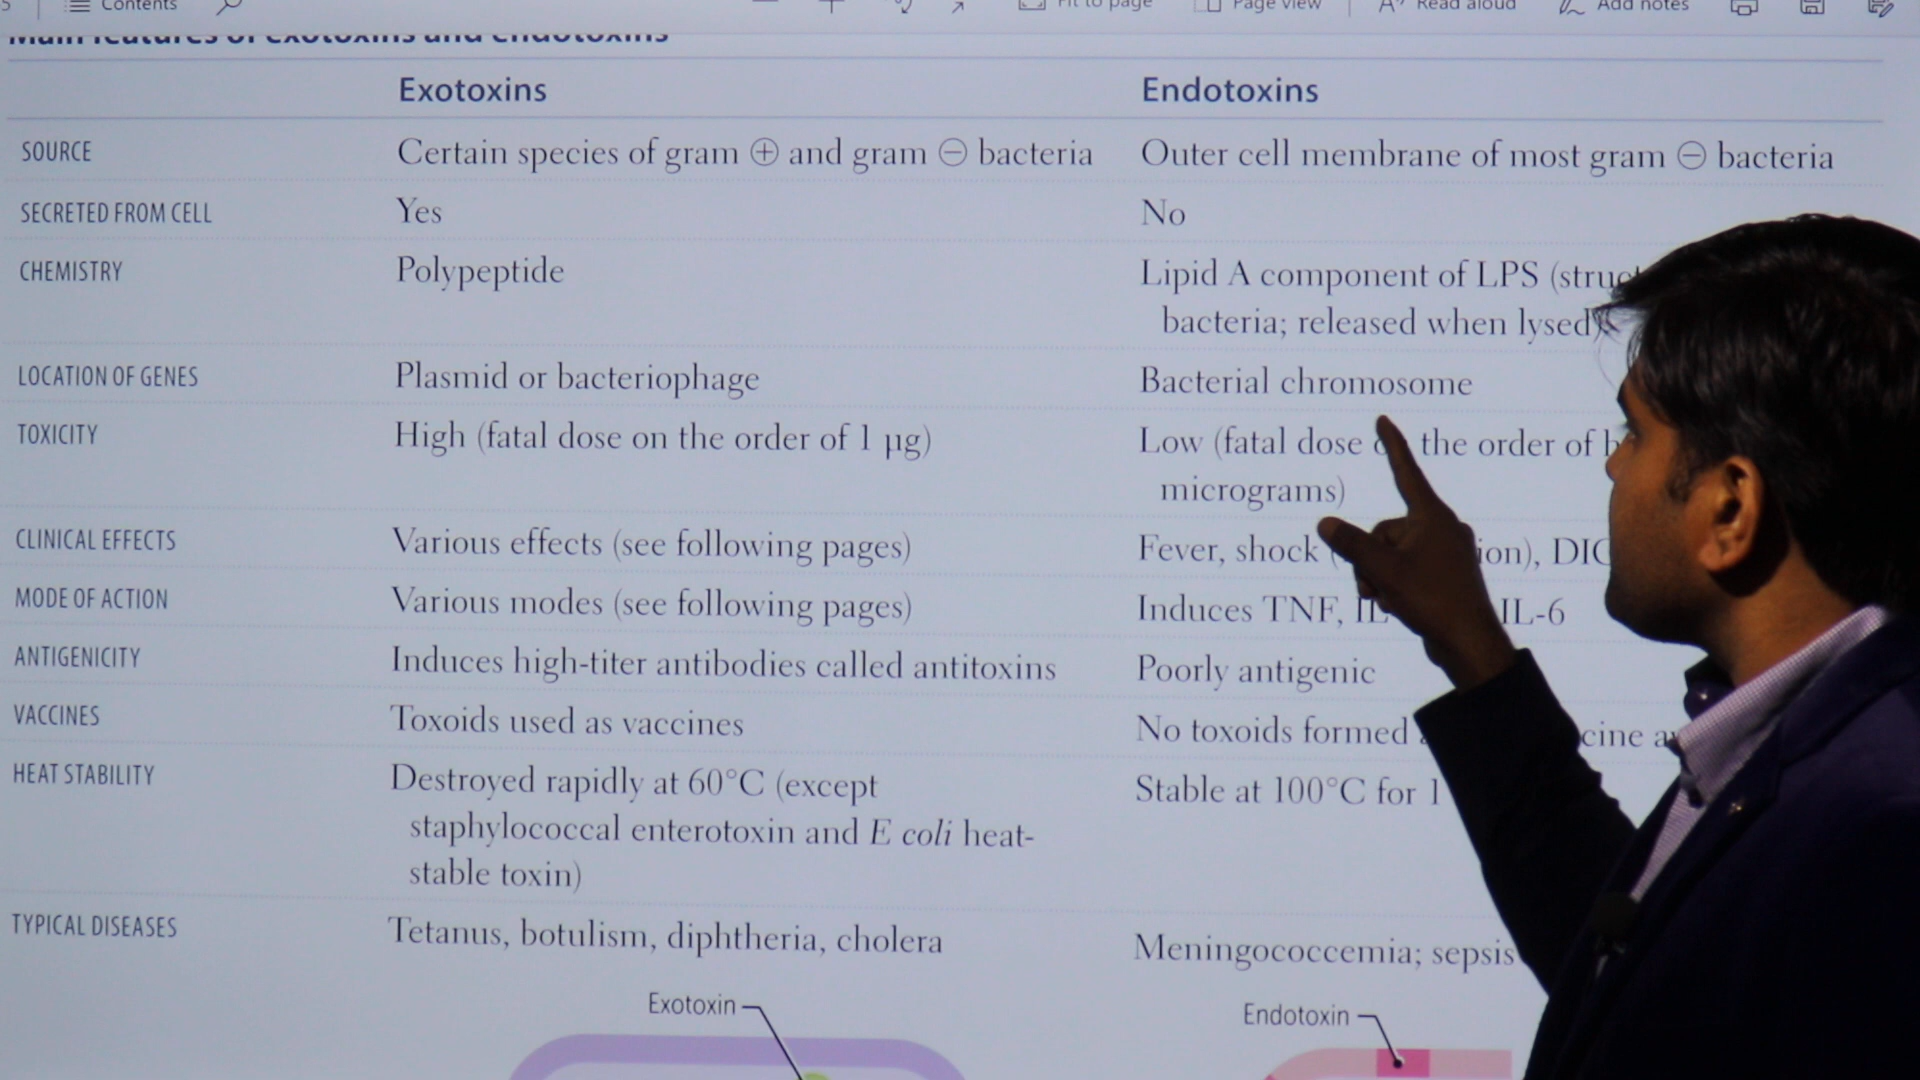 Contents
Fit to page Page view Read aloud Add notes
Main features of exotoxins and endotoxins
Exotoxins Endotoxins
SOURCE Certain species of gram ⊕ and gram ⊖ bacteria Outer cell membrane of most gram ⊖ bacteria
SECRETED FROM CELL Yes No
CHEMISTRY Polypeptide Lipid A component of LPS
bacteria; released when lysed)
LOCATION OF GENES Plasmid or bacteriophage Bacterial chromosome
TOXICITY High (fatal dose on the order of 1 μg) Low (fatal dose the order of
micrograms)
CLINICAL EFFECTS Various effects (see following pages) Fever, shock DIC
MODE OF ACTION Various modes (see following pages) Induces TNF, IL-6
ANTIGENICITY Induces high-titer antibodies called antitoxins Poorly antigenic
VACCINES Toxoids used as vaccines No toxoids formed
HEAT STABILITY Destroyed rapidly at 60°C (except Stable at 100°C for 1
staphylococcal enterotoxin and E coli heat-
stable toxin)
TYPICAL DISEASES Tetanus, botulism, diphtheria, cholera Meningococcemia; sepsis
Exotoxin Endotoxin